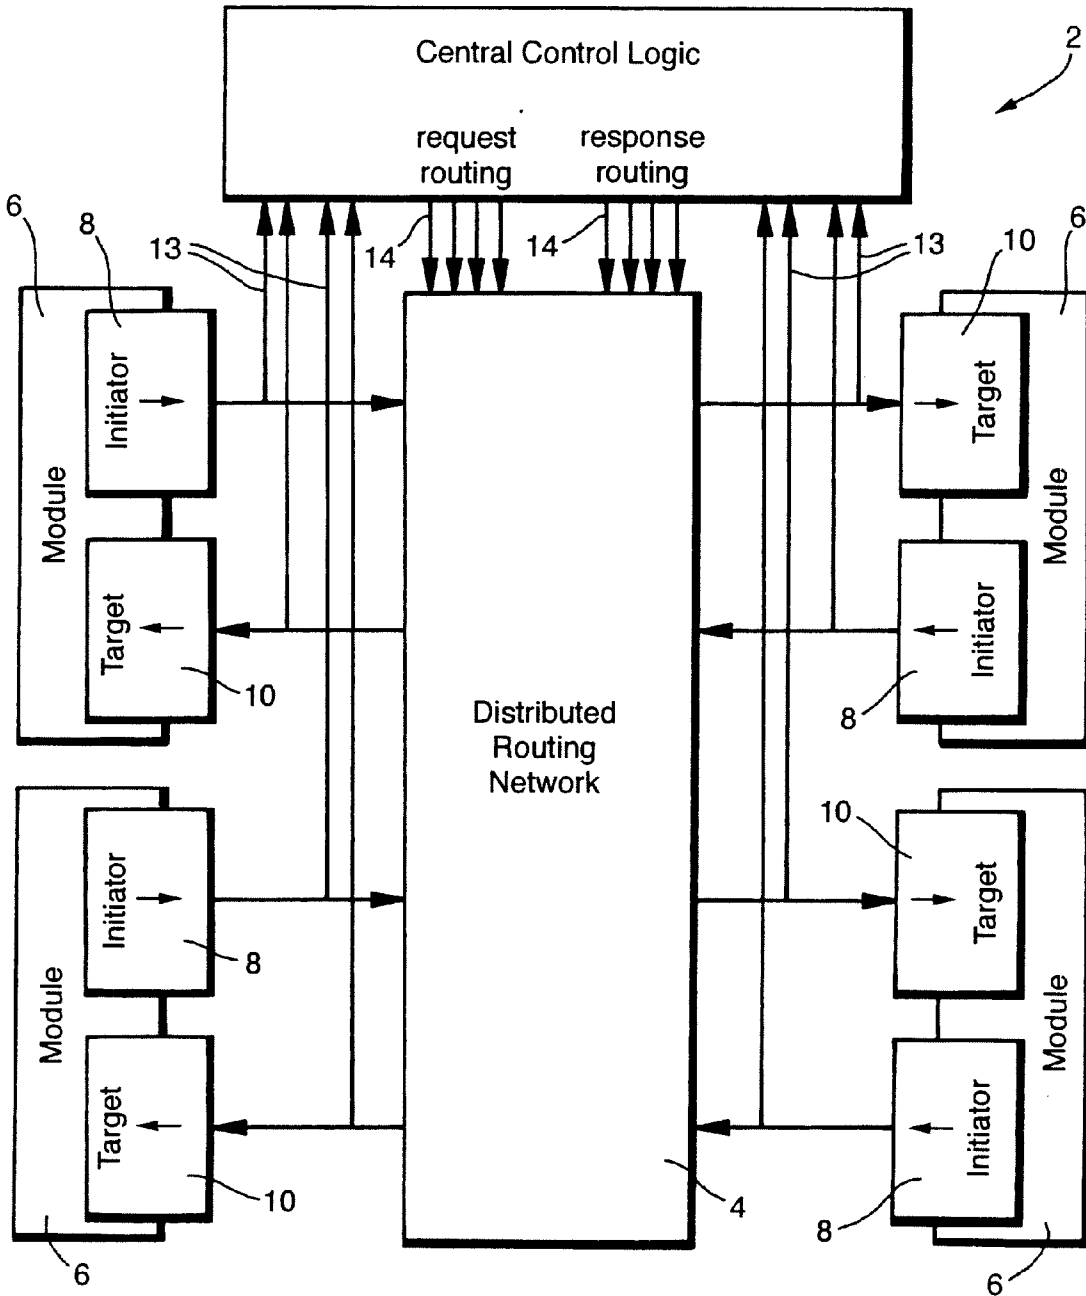 Central Control Logic
2
request
routing
response
routing
6
8
13
14
14
13
10
6
Initiator
Target
Module
Module
Target
Initiator
10
8
Distributed
Routing
Network
10
Initiator
Target
8
Module
Module
Target
Initiator
10
4
8
6
6